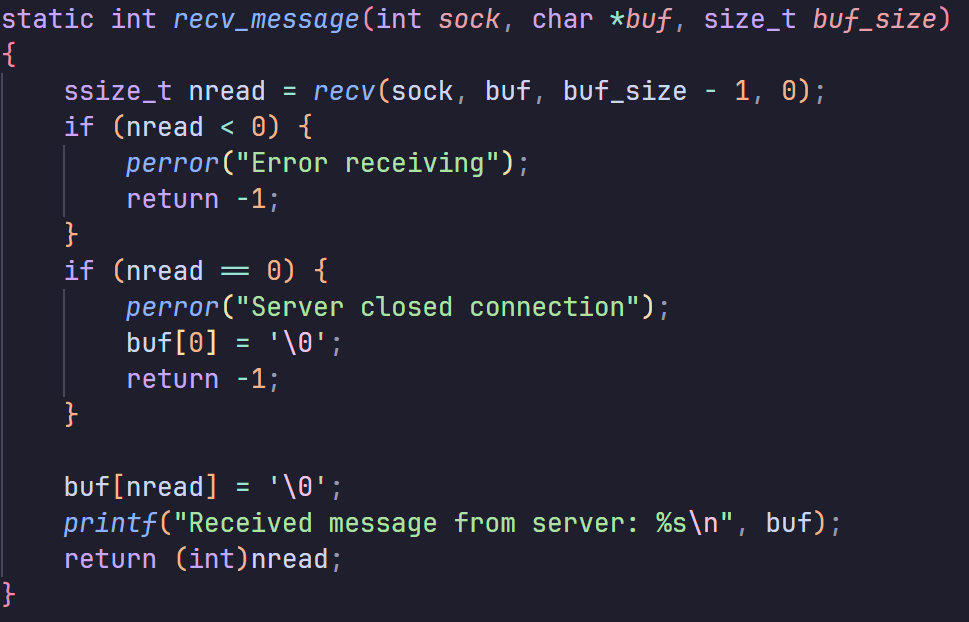 static int recv_message(int sock, char *buf, size_t buf_size)
{
    ssize_t nread = recv(sock, buf, buf_size - 1, 0);
    if (nread < 0) {
        perror("Error receiving");
        return -1;
    }
    if (nread == 0) {
        perror("Server closed connection");
        buf[0] = '\0';
        return -1;
    }

    buf[nread] = '\0';
    printf("Received message from server: %s\n", buf);
    return (int)nread;
}